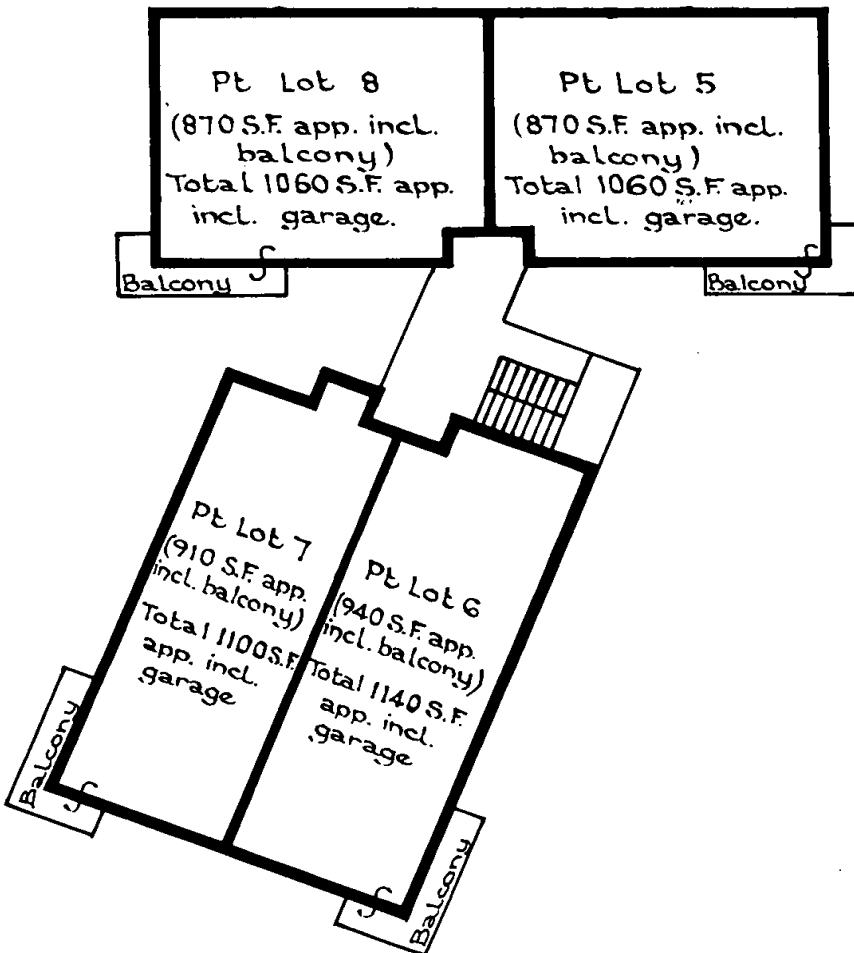 Pt Lot 8
(870 S.F. app. incl.
balcony)
Total 1060 S.F. app.
incl. garage.
Balcony
Pt Lot 5
(870 S.F. app. incl.
balcony)
Total 1060 S.F. app.
incl. garage.
Balcony
Pt Lot 7
(910 S.F. app.
incl. balcony)
Total 1100 S.F.
app. incl.
garage
Balcony
Pt Lot 6
(940 S.F. app.
incl. balcony)
Total 1140 S.F.
app. incl.
garage
Balcony